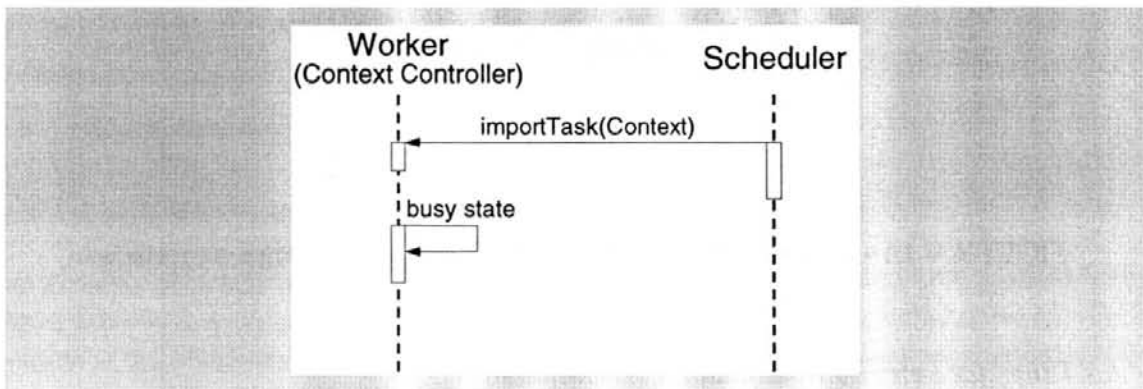 Worker
(Context Controller)
Scheduler
importTask(Context)
busy state